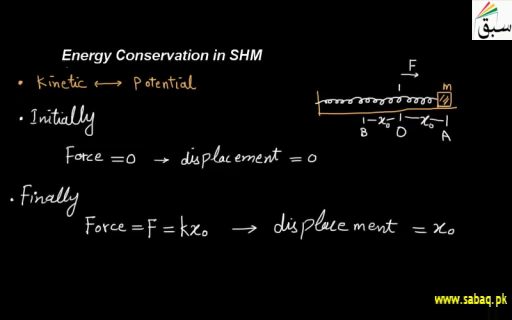 سبق
Energy Conservation in SHM
• Kinetic ⟷ Potential
F
m
• Initially
B x₀ O x₀ A
Force = 0 → displacement = 0
• Finally
Force = F = kx₀ → displacement = x₀
www.sabaq.pk